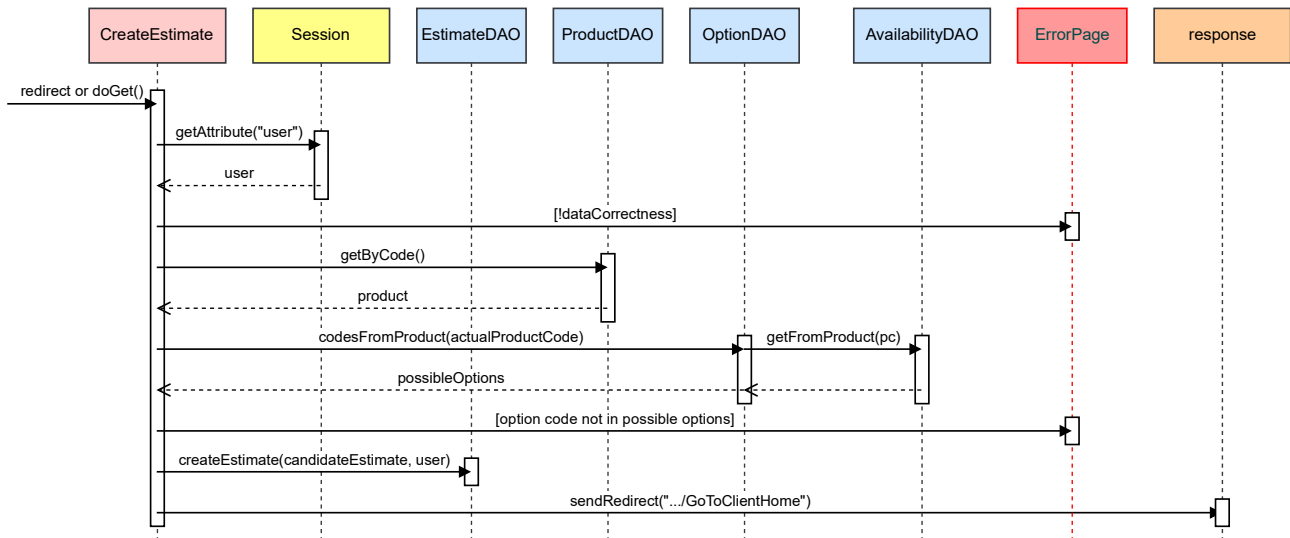 CreateEstimate
Session
EstimateDAO
ProductDAO
OptionDAO
AvailabilityDAO
ErrorPage
response
redirect or doGet()
getAttribute("user")
user
[!dataCorrectness]
getByCode()
product
codesFromProduct(actualProductCode)
getFromProduct(pc)
possibleOptions
[option code not in possible options]
createEstimate(candidateEstimate, user)
sendRedirect(".../GoToClientHome")